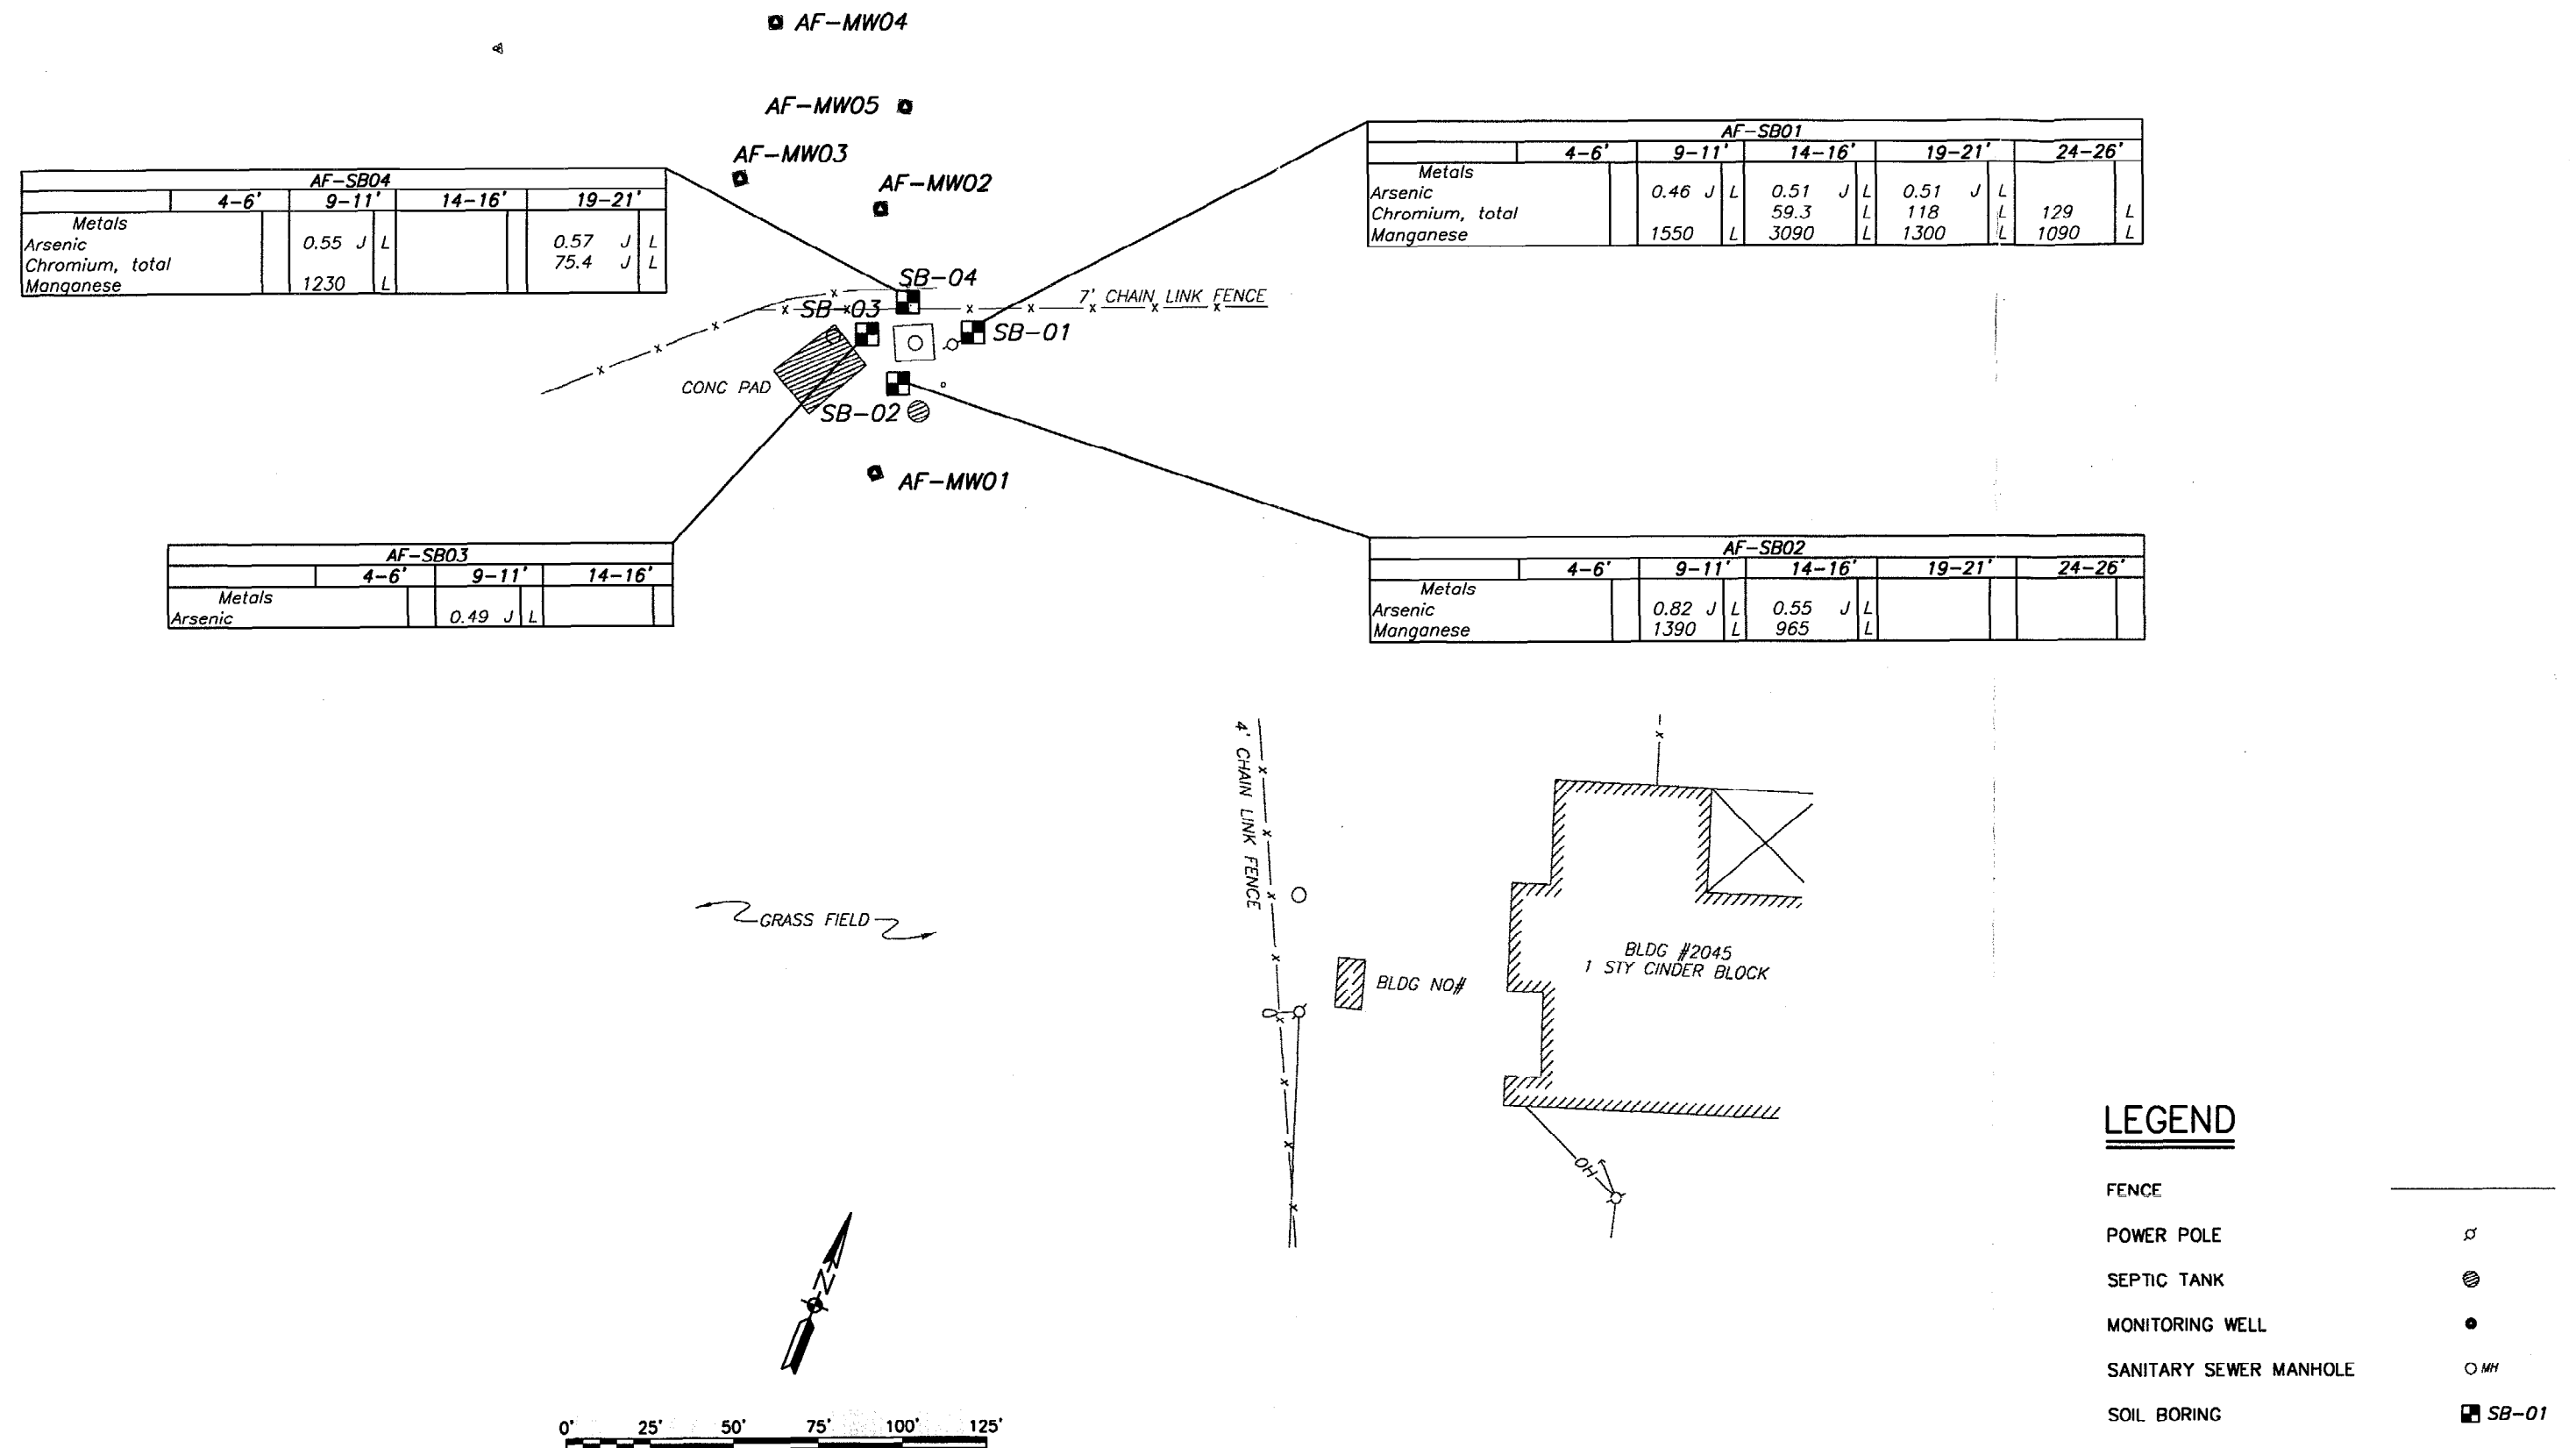 AF-MW04
AF-MW05
AF-MW03
AF-MW02
AF-SB04
4-6' 9-11' 14-16' 19-21'
Metals
Arsenic 0.55 J L 0.57 J L
Chromium, total 75.4 J L
Manganese 1230 L
AF-SB01
4-6' 9-11' 14-16' 19-21' 24-26'
Metals
Arsenic 0.46 J L 0.51 J L 0.51 J L
Chromium, total 59.3 L 118 L 129 L
Manganese 1550 L 3090 L 1300 L 1090 L
SB-04
7' CHAIN LINK FENCE
SB-03
SB-01
CONC PAD
SB-02
AF-MW01
AF-SB03
4-6' 9-11' 14-16'
Metals
Arsenic 0.49 J L
AF-SB02
4-6' 9-11' 14-16' 19-21' 24-26'
Metals
Arsenic 0.82 J L 0.55 J L
Manganese 1390 L 965 L
4' CHAIN LINK FENCE
GRASS FIELD
BLDG NO#
BLDG #2045
1 STY CINDER BLOCK
OH
N
LEGEND
FENCE
POWER POLE
SEPTIC TANK
MONITORING WELL
SANITARY SEWER MANHOLE MH
SOIL BORING SB-01
0' 25' 50' 75' 100' 125'